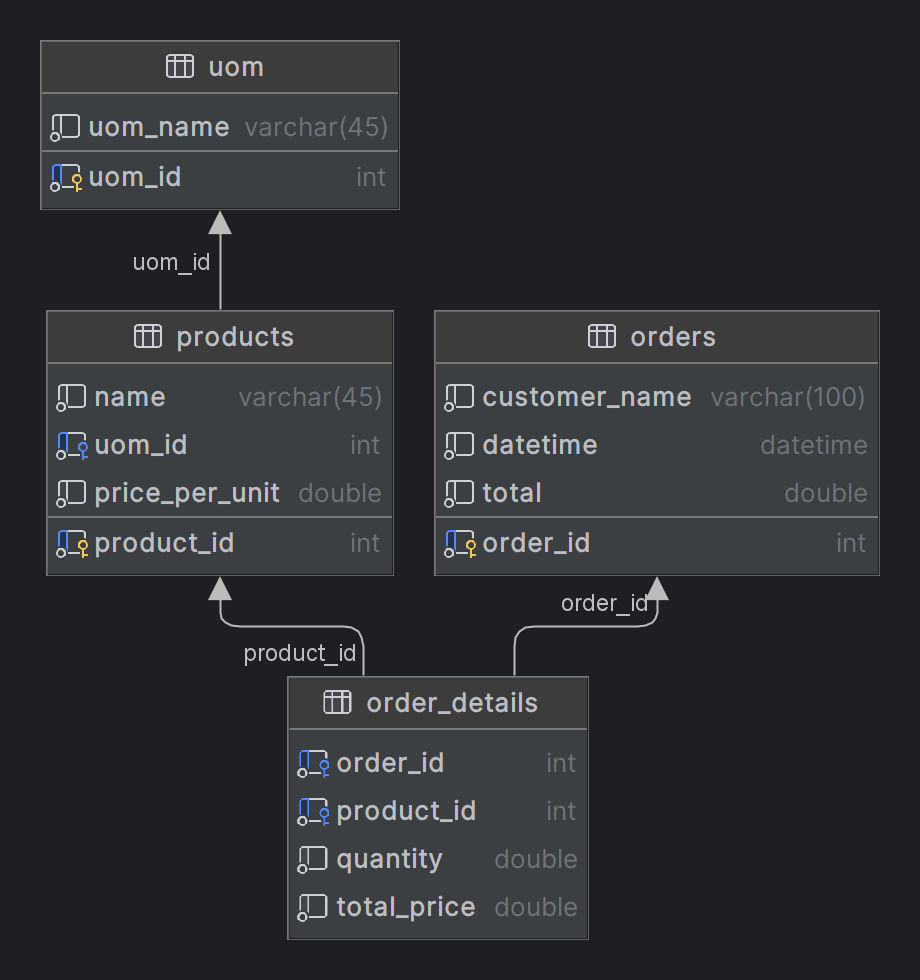 uom
uom_name varchar(45)
uom_id int
uom_id
products
name varchar(45)
uom_id int
price_per_unit double
product_id int
orders
customer_name varchar(100)
datetime datetime
total double
order_id int
product_id
order_id
order_details
order_id int
product_id int
quantity double
total_price double